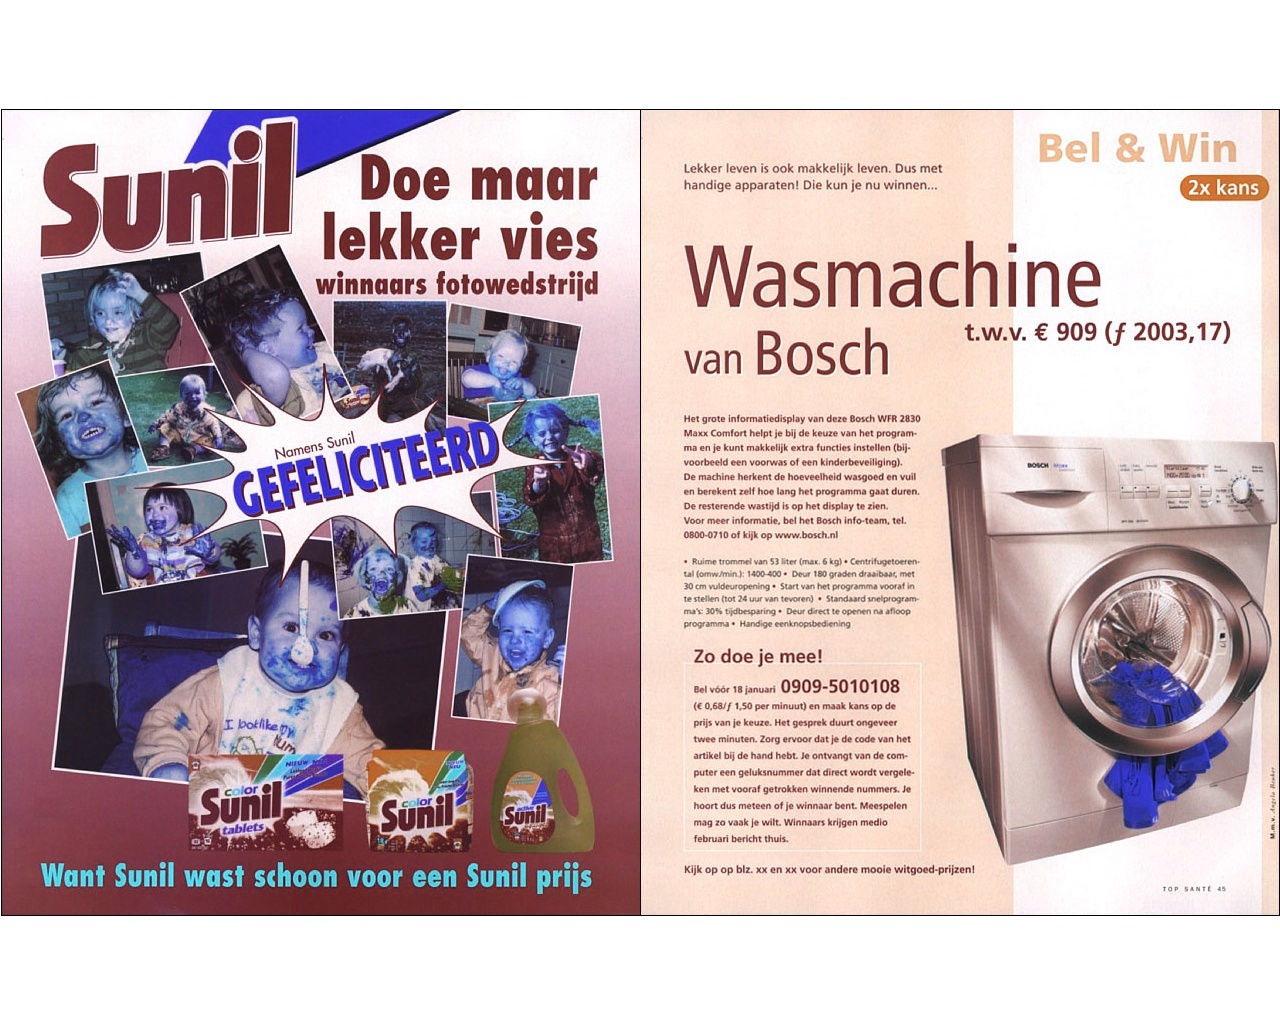 Sunil
Doe maar
lekker vies
winnaars fotowedstrijd
Namens Sunil
GEFELICITEERD
I look like my
mum
color
Sunil
tablets
color
Sunil
active
Sunil
Want Sunil wast schoon voor een Sunil prijs
Bel & Win
2x kans
Lekker leven is ook makkelijk leven. Dus met
handige apparaten! Die kun je nu winnen...
Wasmachine
t.w.v. € 909 (ƒ 2003,17)
van Bosch
Het grote informatiedisplay van deze Bosch WFR 2830
Maxx Comfort helpt je bij de keuze van het program-
ma en je kunt makkelijk extra functies instellen (bij-
voorbeeld een voorwas of een kinderbeveiliging).
De machine herkent de hoeveelheid wasgoed en vuil
en berekent zelf hoe lang het programma gaat duren.
De resterende wastijd is op het display te zien.
Voor meer informatie, bel het Bosch info-team, tel.
0800-0710 of kijk op www.bosch.nl
• Ruime trommel van 53 liter (max. 6 kg) • Centrifugetoeren-
tal (omw./min.): 1400-400 • Deur 180 graden draaibaar, met
30 cm vuldeuropening • Start van het programma vooraf in
te stellen (tot 24 uur van tevoren) • Standaard snelprogram-
ma's: 30% tijdbesparing • Deur direct te openen na afloop
programma • Handige eenknopsbediening
Zo doe je mee!
Bel vóór 18 januari 0909-5010108
(€ 0,68/ƒ 1,50 per minuut) en maak kans op de
prijs van je keuze. Het gesprek duurt ongeveer
twee minuten. Zorg ervoor dat je de code van het
artikel bij de hand hebt. Je ontvangt van de com-
puter een geluksnummer dat direct wordt vergele-
ken met vooraf getrokken winnende nummers. Je
hoort dus meteen of je winnaar bent. Meespelen
mag zo vaak je wilt. Winnaars krijgen medio
februari bericht thuis.
Kijk op op blz. xx en xx voor andere mooie witgoed-prijzen!
BOSCH
M.m.v. Angela Heuker
TOP SANTÉ 45